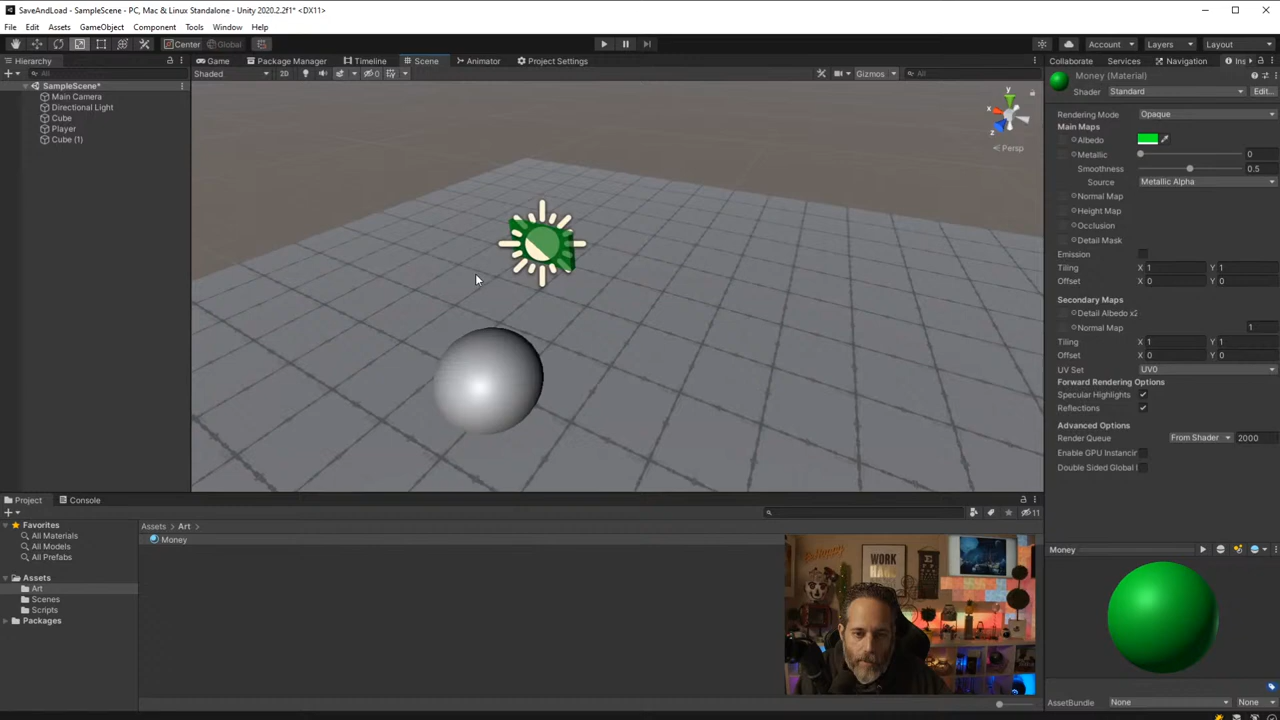 SaveAndLoad - SampleScene - PC, Mac & Linux Standalone - Unity 2020.2.2f1* <DX11>
File Edit Assets GameObject Component Tools Window Help
Center Global Account Layers Layout
Hierarchy Game Package Manager Timeline Scene Animator Project Settings Collaborate Services Navigation Ins
All Shaded 2D 0 Gizmos All
Money (Material)
Shader Standard Edit...
SampleScene*
Main Camera
Directional Light
Cube
Player
Cube (1)
y
x
z
Persp
Rendering Mode Opaque
Main Maps
Albedo
Metallic 0
Smoothness 0.5
Source Metallic Alpha
Normal Map
Height Map
Occlusion
Detail Mask
Emission
Tiling X 1 Y 1
Offset X 0 Y 0
Secondary Maps
Detail Albedo x2
Normal Map 1
Tiling X 1 Y 1
Offset X 0 Y 0
UV Set UV0
Forward Rendering Options
Specular Highlights
Reflections
Advanced Options
Render Queue From Shader 2000
Enable GPU Instancin
Double Sided Global I
Project Console
11
Favorites
All Materials
All Models
All Prefabs
Assets
Art
Scenes
Scripts
Packages
Assets > Art >
Money
WORK
Money
AssetBundle None None